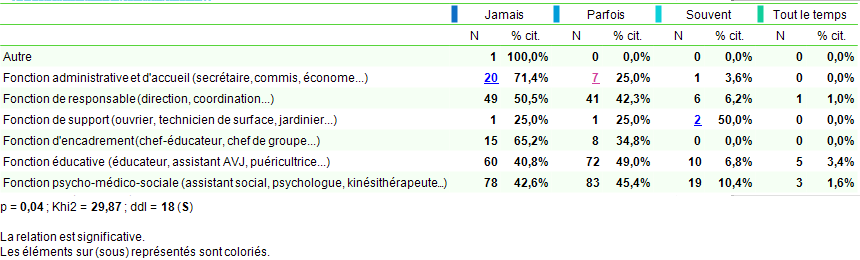 Jamais Parfois Souvent Tout le temps
N % cit. N % cit. N % cit. N % cit.
Autre 1 100,0% 0 0,0% 0 0,0% 0 0,0%
Fonction administrative et d'accueil (secrétaire, commis, économe...) 20 71,4% 7 25,0% 1 3,6% 0 0,0%
Fonction de responsable (direction, coordination...) 49 50,5% 41 42,3% 6 6,2% 1 1,0%
Fonction de support (ouvrier, technicien de surface, jardinier...) 1 25,0% 1 25,0% 2 50,0% 0 0,0%
Fonction d'encadrement (chef-éducateur, chef de groupe...) 15 65,2% 8 34,8% 0 0,0% 0 0,0%
Fonction éducative (éducateur, assistant AVJ, puéricultrice...) 60 40,8% 72 49,0% 10 6,8% 5 3,4%
Fonction psycho-médico-sociale (assistant social, psychologue, kinésithérapeute...) 78 42,6% 83 45,4% 19 10,4% 3 1,6%
p = 0,04 ; Khi2 = 29,87 ; ddl = 18 (S)
La relation est significative.
Les éléments sur (sous) représentés sont coloriés.